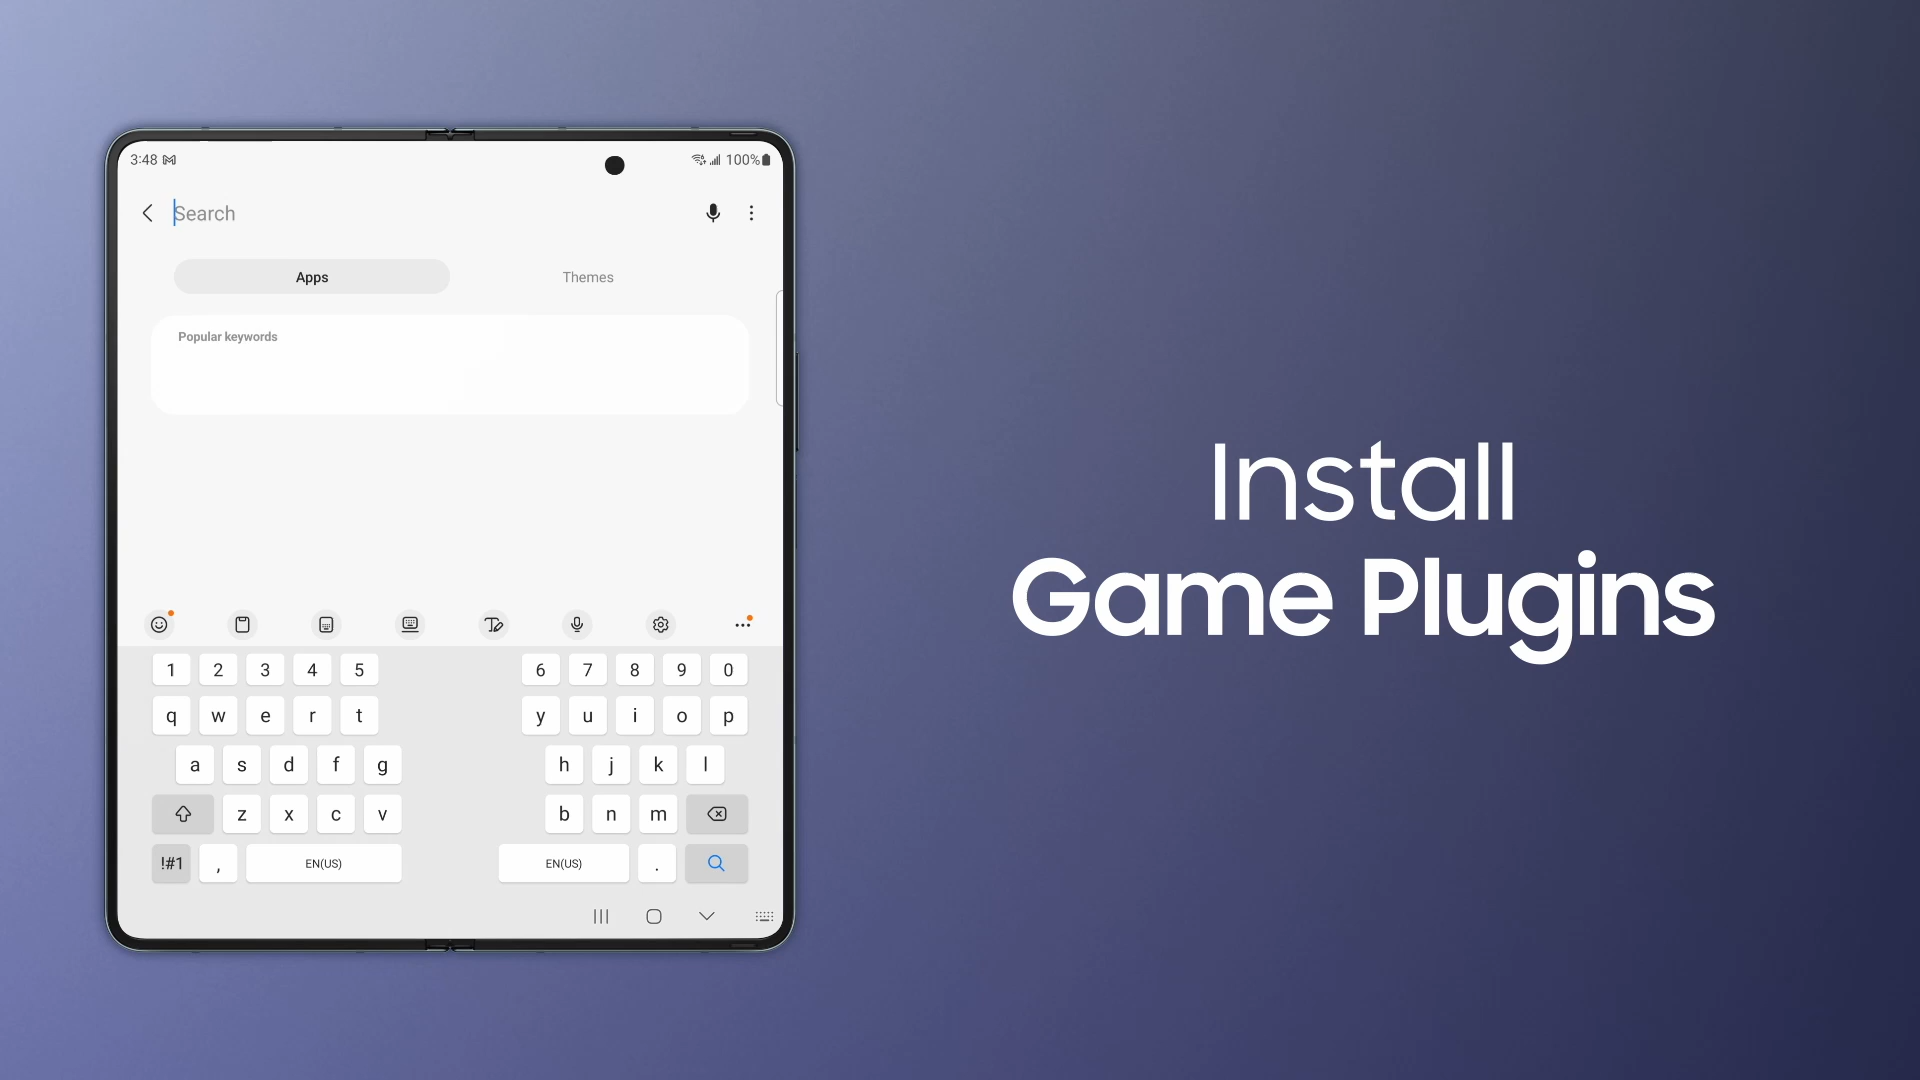 3:48 100%
Search
Apps Themes
Popular keywords
1 2 3 4 5 6 7 8 9 0
q w e r t y u i o p
a s d f g h j k l
z x c v b n m
!#1 , EN(US) EN(US) .
Install
Game Plugins